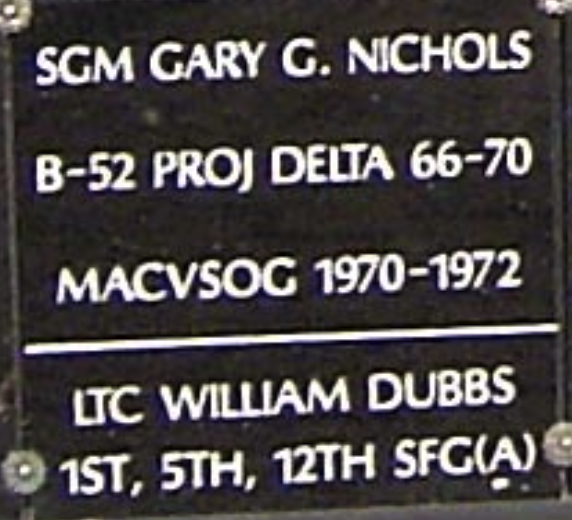 SGM GARY G. NICHOLS
B-52 PROJ DELTA 66-70
MACVSOG 1970-1972
LTC WILLIAM DUBBS
1ST, 5TH, 12TH SFG(A)